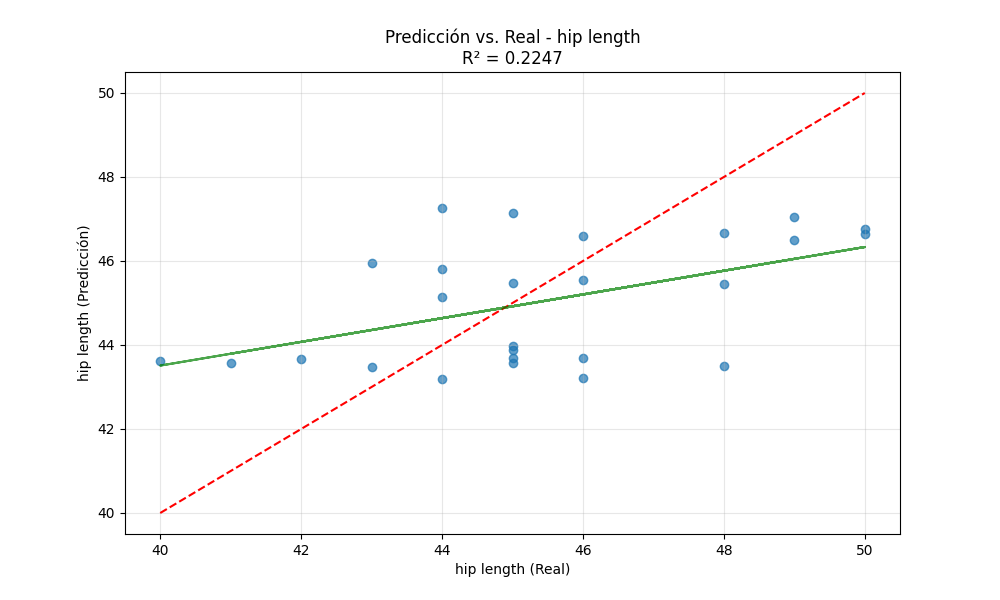 Predicción vs. Real - hip length
R² = 0.2247
hip length (Predicción)
50
48
46
44
42
40
40 42 44 46 48 50
hip length (Real)